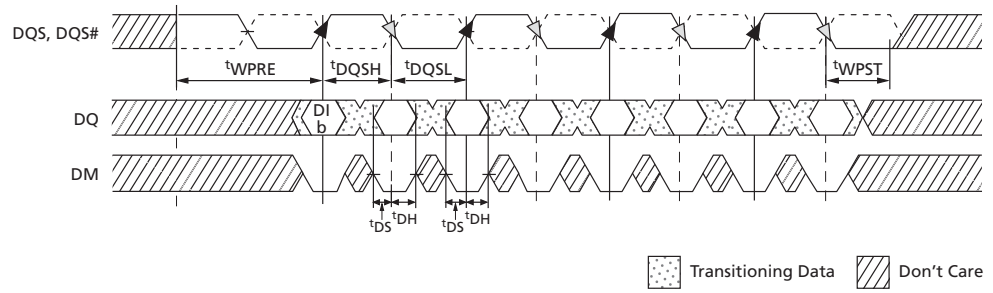 DQS, DQS#
tWPRE tDQSH tDQSL tWPST
DQ
DI
b
DM
tDS tDH tDS tDH
Transitioning Data Don't Care